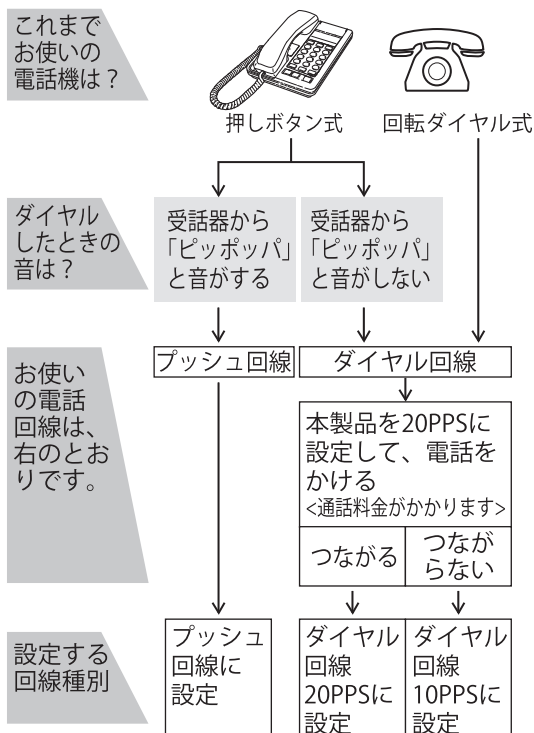 これまで
お使いの
電話機は？
押しボタン式
回転ダイヤル式
ダイヤル
したときの
音は？
受話器から
「ピッポッパ」
と音がする
受話器から
「ピッポッパ」
と音がしない
お使い
の電話
回線は、
右のとお
りです。
プッシュ回線
ダイヤル回線
本製品を20PPSに
設定して、電話を
かける
<通話料金がかかります>
つながる
つなが
らない
設定する
回線種別
プッシュ
回線に
設定
ダイヤル
回線
20PPSに
設定
ダイヤル
回線
10PPSに
設定